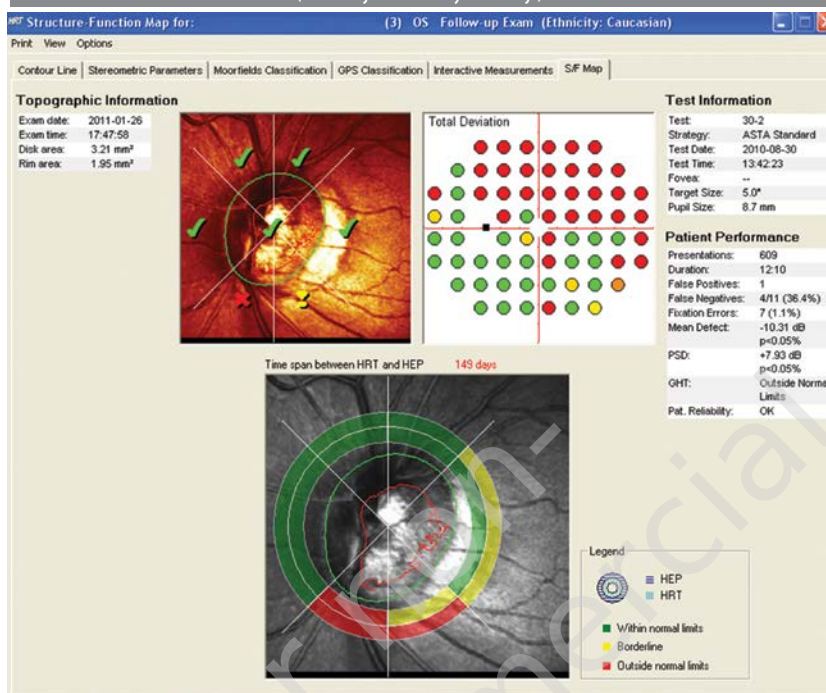 HRT Structure-Function Map for: (3) OS Follow-up Exam (Ethnicity: Caucasian)
Print View Options
Contour Line Stereometric Parameters Moorfields Classification GPS Classification Interactive Measurements S/F Map
Topographic Information
Exam date: 2011-01-26
Exam time: 17:47:58
Disk area: 3.21 mm²
Rim area: 1.95 mm²
Total Deviation
Test Information
Test: 30-2
Strategy: ASTA Standard
Test Date: 2010-08-30
Test Time: 13:42:23
Fovea: --
Target Size: 5.0°
Pupil Size: 8.7 mm
Patient Performance
Presentations: 609
Duration: 12:10
False Positives: 1
False Negatives: 4/11 (36.4%)
Fixation Errors: 7 (1.1%)
Mean Defect: -10.31 dB
p<0.05%
PSD: +7.93 dB
p<0.05%
GHT: Outside Norma
Limits
Pat. Reliability: OK
Time span between HRT and HEP 149 days
Legend
HEP
HRT
Within normal limits
Borderline
Outside normal limits